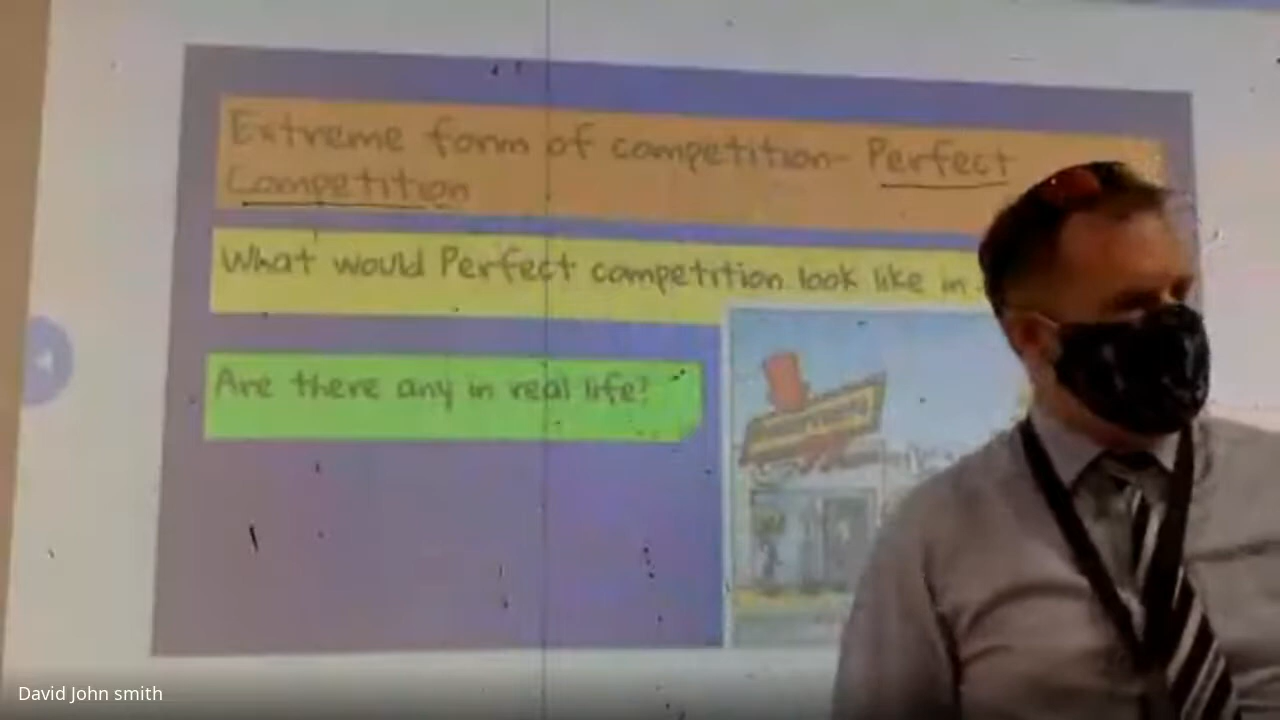 Extreme form of competition- Perfect
Competition
What would Perfect competition look like in
Are there any in real life?
David John smith